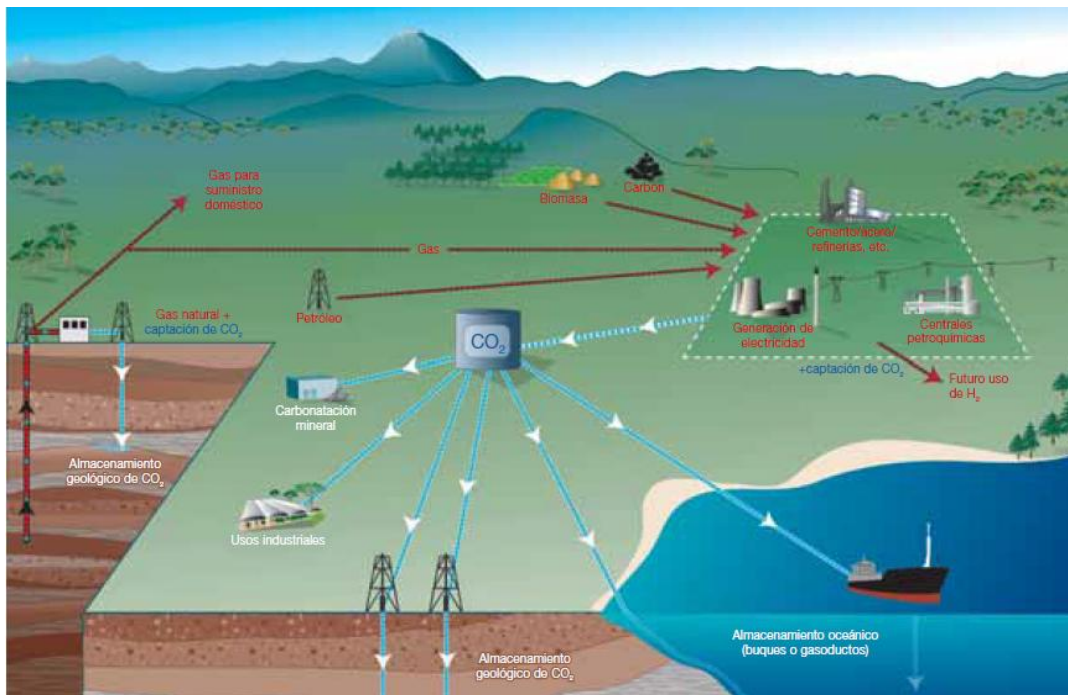 Gas para
suministro
doméstico
Biomasa
Carbón
Cemento/acero/
refinerías, etc.
Gas
Petróleo
Gas natural +
captación de CO₂
CO₂
Generación de
electricidad
Centrales
petroquímicas
+captación de CO₂
Futuro uso
de H₂
Carbonatación
mineral
Almacenamiento
geológico de CO₂
Usos industriales
Almacenamiento oceánico
(buques o gasoductos)
Almacenamiento
geológico de CO₂